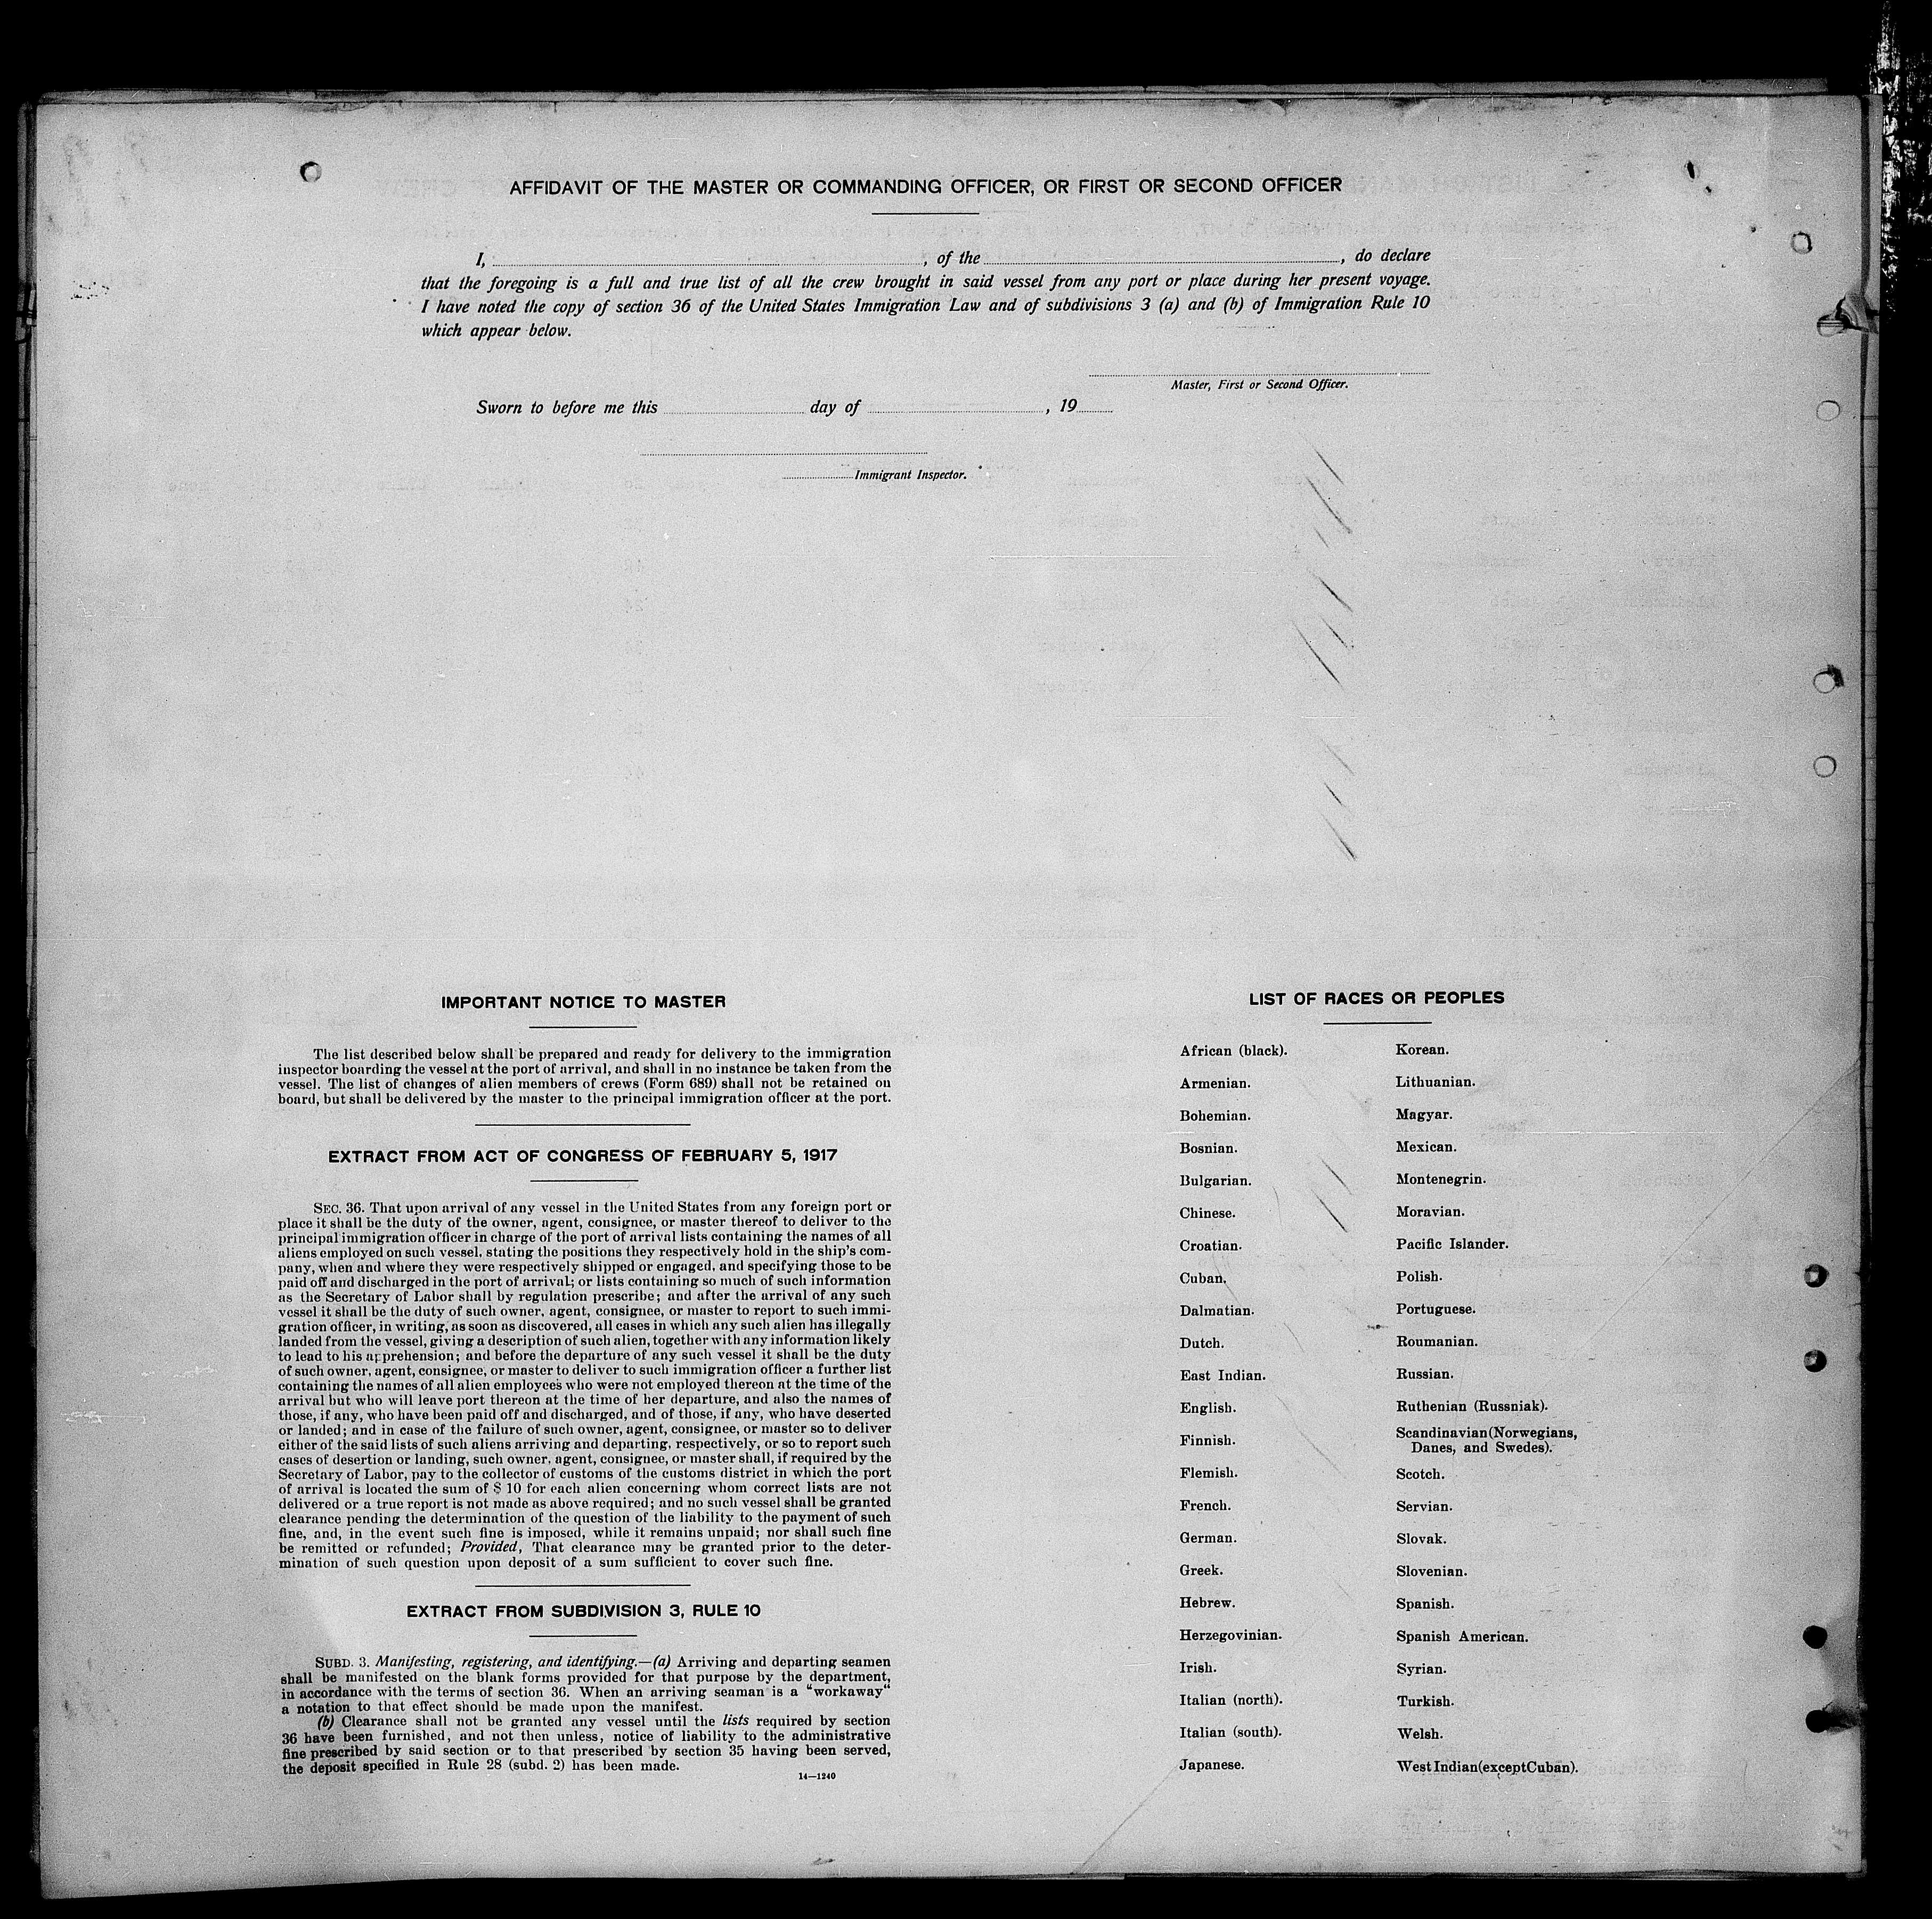 AFFIDAVIT OF THE MASTER OR COMMANDING OFFICER, OR FIRST OR SECOND OFFICER
I, , of the , do declare
that the foregoing is a full and true list of all the crew brought in said vessel from any port or place during her present voyage.
I have noted the copy of section 36 of the United States Immigration Law and of subdivisions 3 (a) and (b) of Immigration Rule 10
which appear below.
Master, First or Second Officer.
Sworn to before me this day of , 19
Immigrant Inspector.
IMPORTANT NOTICE TO MASTER
The list described below shall be prepared and ready for delivery to the immigration
inspector boarding the vessel at the port of arrival, and shall in no instance be taken from the
vessel. The list of changes of alien members of crews (Form 689) shall not be retained on
board, but shall be delivered by the master to the principal immigration officer at the port.
EXTRACT FROM ACT OF CONGRESS OF FEBRUARY 5, 1917
SEC. 36. That upon arrival of any vessel in the United States from any foreign port or
place it shall be the duty of the owner, agent, consignee, or master thereof to deliver to the
principal immigration officer in charge of the port of arrival lists containing the names of all
aliens employed on such vessel, stating the positions they respectively hold in the ship's com-
pany, when and where they were respectively shipped or engaged, and specifying those to be
paid off and discharged in the port of arrival; or lists containing so much of such information
as the Secretary of Labor shall by regulation prescribe; and after the arrival of any such
vessel it shall be the duty of such owner, agent, consignee, or master to report to such immi-
gration officer, in writing, as soon as discovered, all cases in which any such alien has illegally
landed from the vessel, giving a description of such alien, together with any information likely
to lead to his apprehension; and before the departure of any such vessel it shall be the duty
of such owner, agent, consignee, or master to deliver to such immigration officer a further list
containing the names of all alien employees who were not employed thereon at the time of the
arrival but who will leave port thereon at the time of her departure, and also the names of
those, if any, who have been paid off and discharged, and of those, if any, who have deserted
or landed; and in case of the failure of such owner, agent, consignee, or master so to deliver
either of the said lists of such aliens arriving and departing, respectively, or so to report such
cases of desertion or landing, such owner, agent, consignee, or master shall, if required by the
Secretary of Labor, pay to the collector of customs of the customs district in which the port
of arrival is located the sum of $ 10 for each alien concerning whom correct lists are not
delivered or a true report is not made as above required; and no such vessel shall be granted
clearance pending the determination of the question of the liability to the payment of such
fine, and, in the event such fine is imposed, while it remains unpaid; nor shall such fine
be remitted or refunded; Provided, That clearance may be granted prior to the deter-
mination of such question upon deposit of a sum sufficient to cover such fine.
EXTRACT FROM SUBDIVISION 3, RULE 10
SUBD. 3. Manifesting, registering, and identifying.—(a) Arriving and departing seamen
shall be manifested on the blank forms provided for that purpose by the department,
in accordance with the terms of section 36. When an arriving seaman is a "workaway"
a notation to that effect should be made upon the manifest.
(b) Clearance shall not be granted any vessel until the lists required by section
36 have been furnished, and not then unless, notice of liability to the administrative
fine prescribed by said section or to that prescribed by section 35 having been served,
the deposit specified in Rule 28 (subd. 2) has been made.
14—1240
LIST OF RACES OR PEOPLES
African (black).
Armenian.
Bohemian.
Bosnian.
Bulgarian.
Chinese.
Croatian.
Cuban.
Dalmatian.
Dutch.
East Indian.
English.
Finnish.
Flemish.
French.
German.
Greek.
Hebrew.
Herzegovinian.
Irish.
Italian (north).
Italian (south).
Japanese.
Korean.
Lithuanian.
Magyar.
Mexican.
Montenegrin.
Moravian.
Pacific Islander.
Polish.
Portuguese.
Roumanian.
Russian.
Ruthenian (Russniak).
Scandinavian (Norwegians,
Danes, and Swedes).
Scotch.
Servian.
Slovak.
Slovenian.
Spanish.
Spanish American.
Syrian.
Turkish.
Welsh.
West Indian (except Cuban).